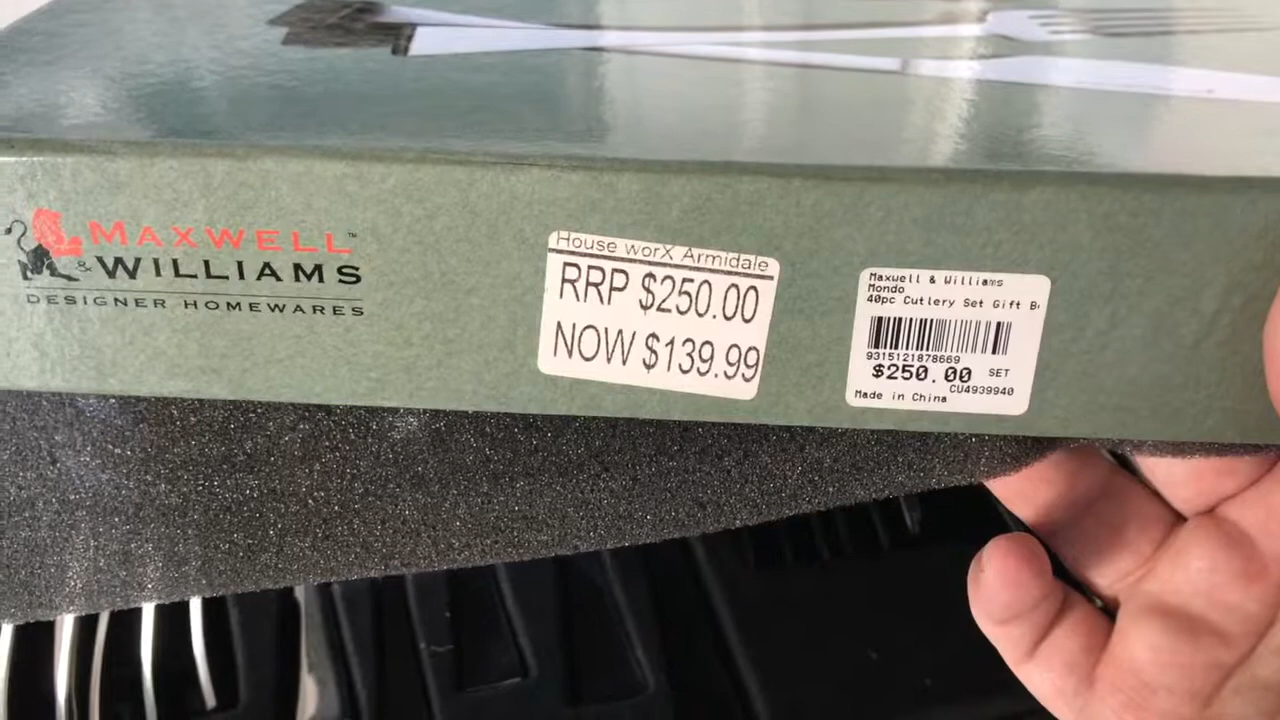 MAXWELL™
& WILLIAMS
DESIGNER HOMEWARES
House worX Armidale
RRP $250.00
NOW $139.99
Maxwell & Williams
Mondo
40pc Cutlery Set Gift
9315121878669
$250.00 SET
CU4939940
Made in China